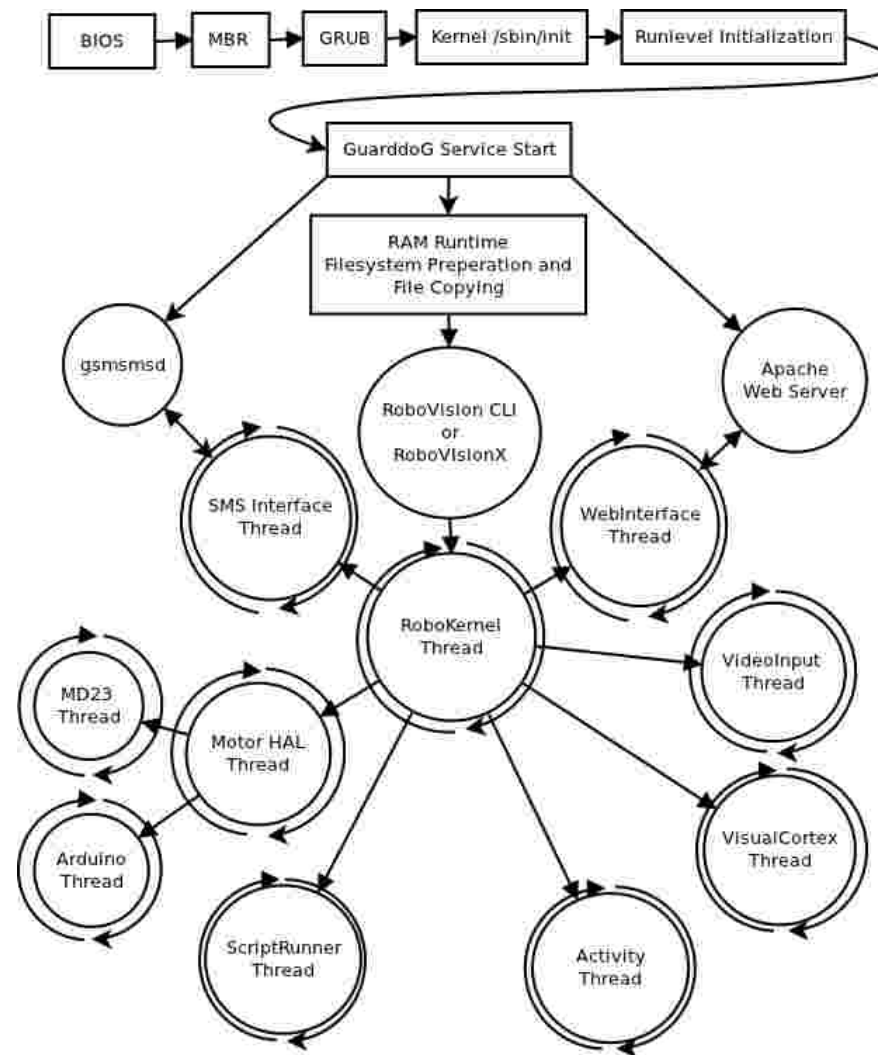 BIOS
MBR
GRUB
Kernel /sbin/init
Runlevel Initialization
GuarddoG Service Start
RAM Runtime
Filesystem Preperation and
File Copying
gsmsmsd
Apache
Web Server
RoboVision CLI
or
RoboVisionX
SMS Interface
Thread
WebInterface
Thread
RoboKernel
Thread
VideoInput
Thread
MD23
Thread
Motor HAL
Thread
VisualCortex
Thread
Arduino
Thread
ScriptRunner
Thread
Activity
Thread